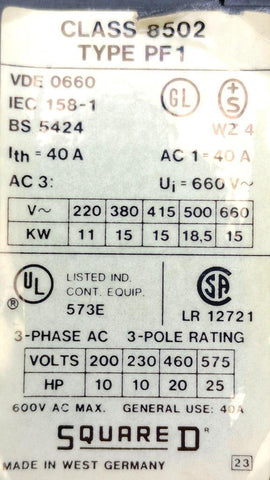 CLASS 8502
TYPE PF1
VDE 0660
IEC 158-1
BS 5424
GL
+S
WZ 4
Ith = 40 A AC 1 = 40 A
AC 3: Ui = 660 V~
V~ 220 380 415 500 660
KW 11 15 15 18,5 15
UL
®
LISTED IND.
CONT. EQUIP.
573E
SA
LR 12721
3-PHASE AC 3-POLE RATING
VOLTS 200 230 460 575
HP 10 10 20 25
600V AC MAX. GENERAL USE: 40A
SQUARE D R
MADE IN WEST GERMANY 23